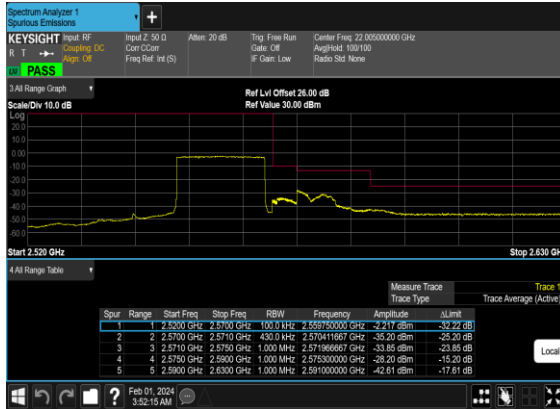 Spectrum Analyzer 1
Spurious Emissions
+
KEYSIGHT Input: RF Input Z: 50 Ω Atten: 20 dB Trig: Free Run Center Freq: 22.005000000 GHz
R T Coupling: DC Corr CCorr Gate: Off Avg|Hold: 100/100
Align: Off Freq Ref: Int (S) IF Gain: Low Radio Std: None
PASS
3 All Range Graph
Ref Lvl Offset 26.00 dB
Scale/Div 10.0 dB Ref Value 30.00 dBm
Log
20.0
10.0
0.00
-10.0
-20.0
-30.0
-40.0
-50.0
-60.0
Start 2.520 GHz Stop 2.630 GH
4 All Range Table
Measure Trace Trace 1
Trace Type Trace Average (Active)
Spur Range Start Freq Stop Freq RBW Frequency Amplitude ΔLimit
1 1 2.5200 GHz 2.5700 GHz 100.0 kHz 2.559750000 GHz -2.217 dBm -32.22 dB
2 2 2.5700 GHz 2.5710 GHz 430.0 kHz 2.570411667 GHz -35.20 dBm -25.20 dB
3 3 2.5710 GHz 2.5750 GHz 1.000 MHz 2.571966667 GHz -33.85 dBm -23.85 dB
4 4 2.5750 GHz 2.5900 GHz 1.000 MHz 2.575300000 GHz -28.20 dBm -15.20 dB
5 5 2.5900 GHz 2.6300 GHz 1.000 MHz 2.591000000 GHz -42.61 dBm -17.61 dB
Local
? Feb 01, 2024
3:52:15 AM